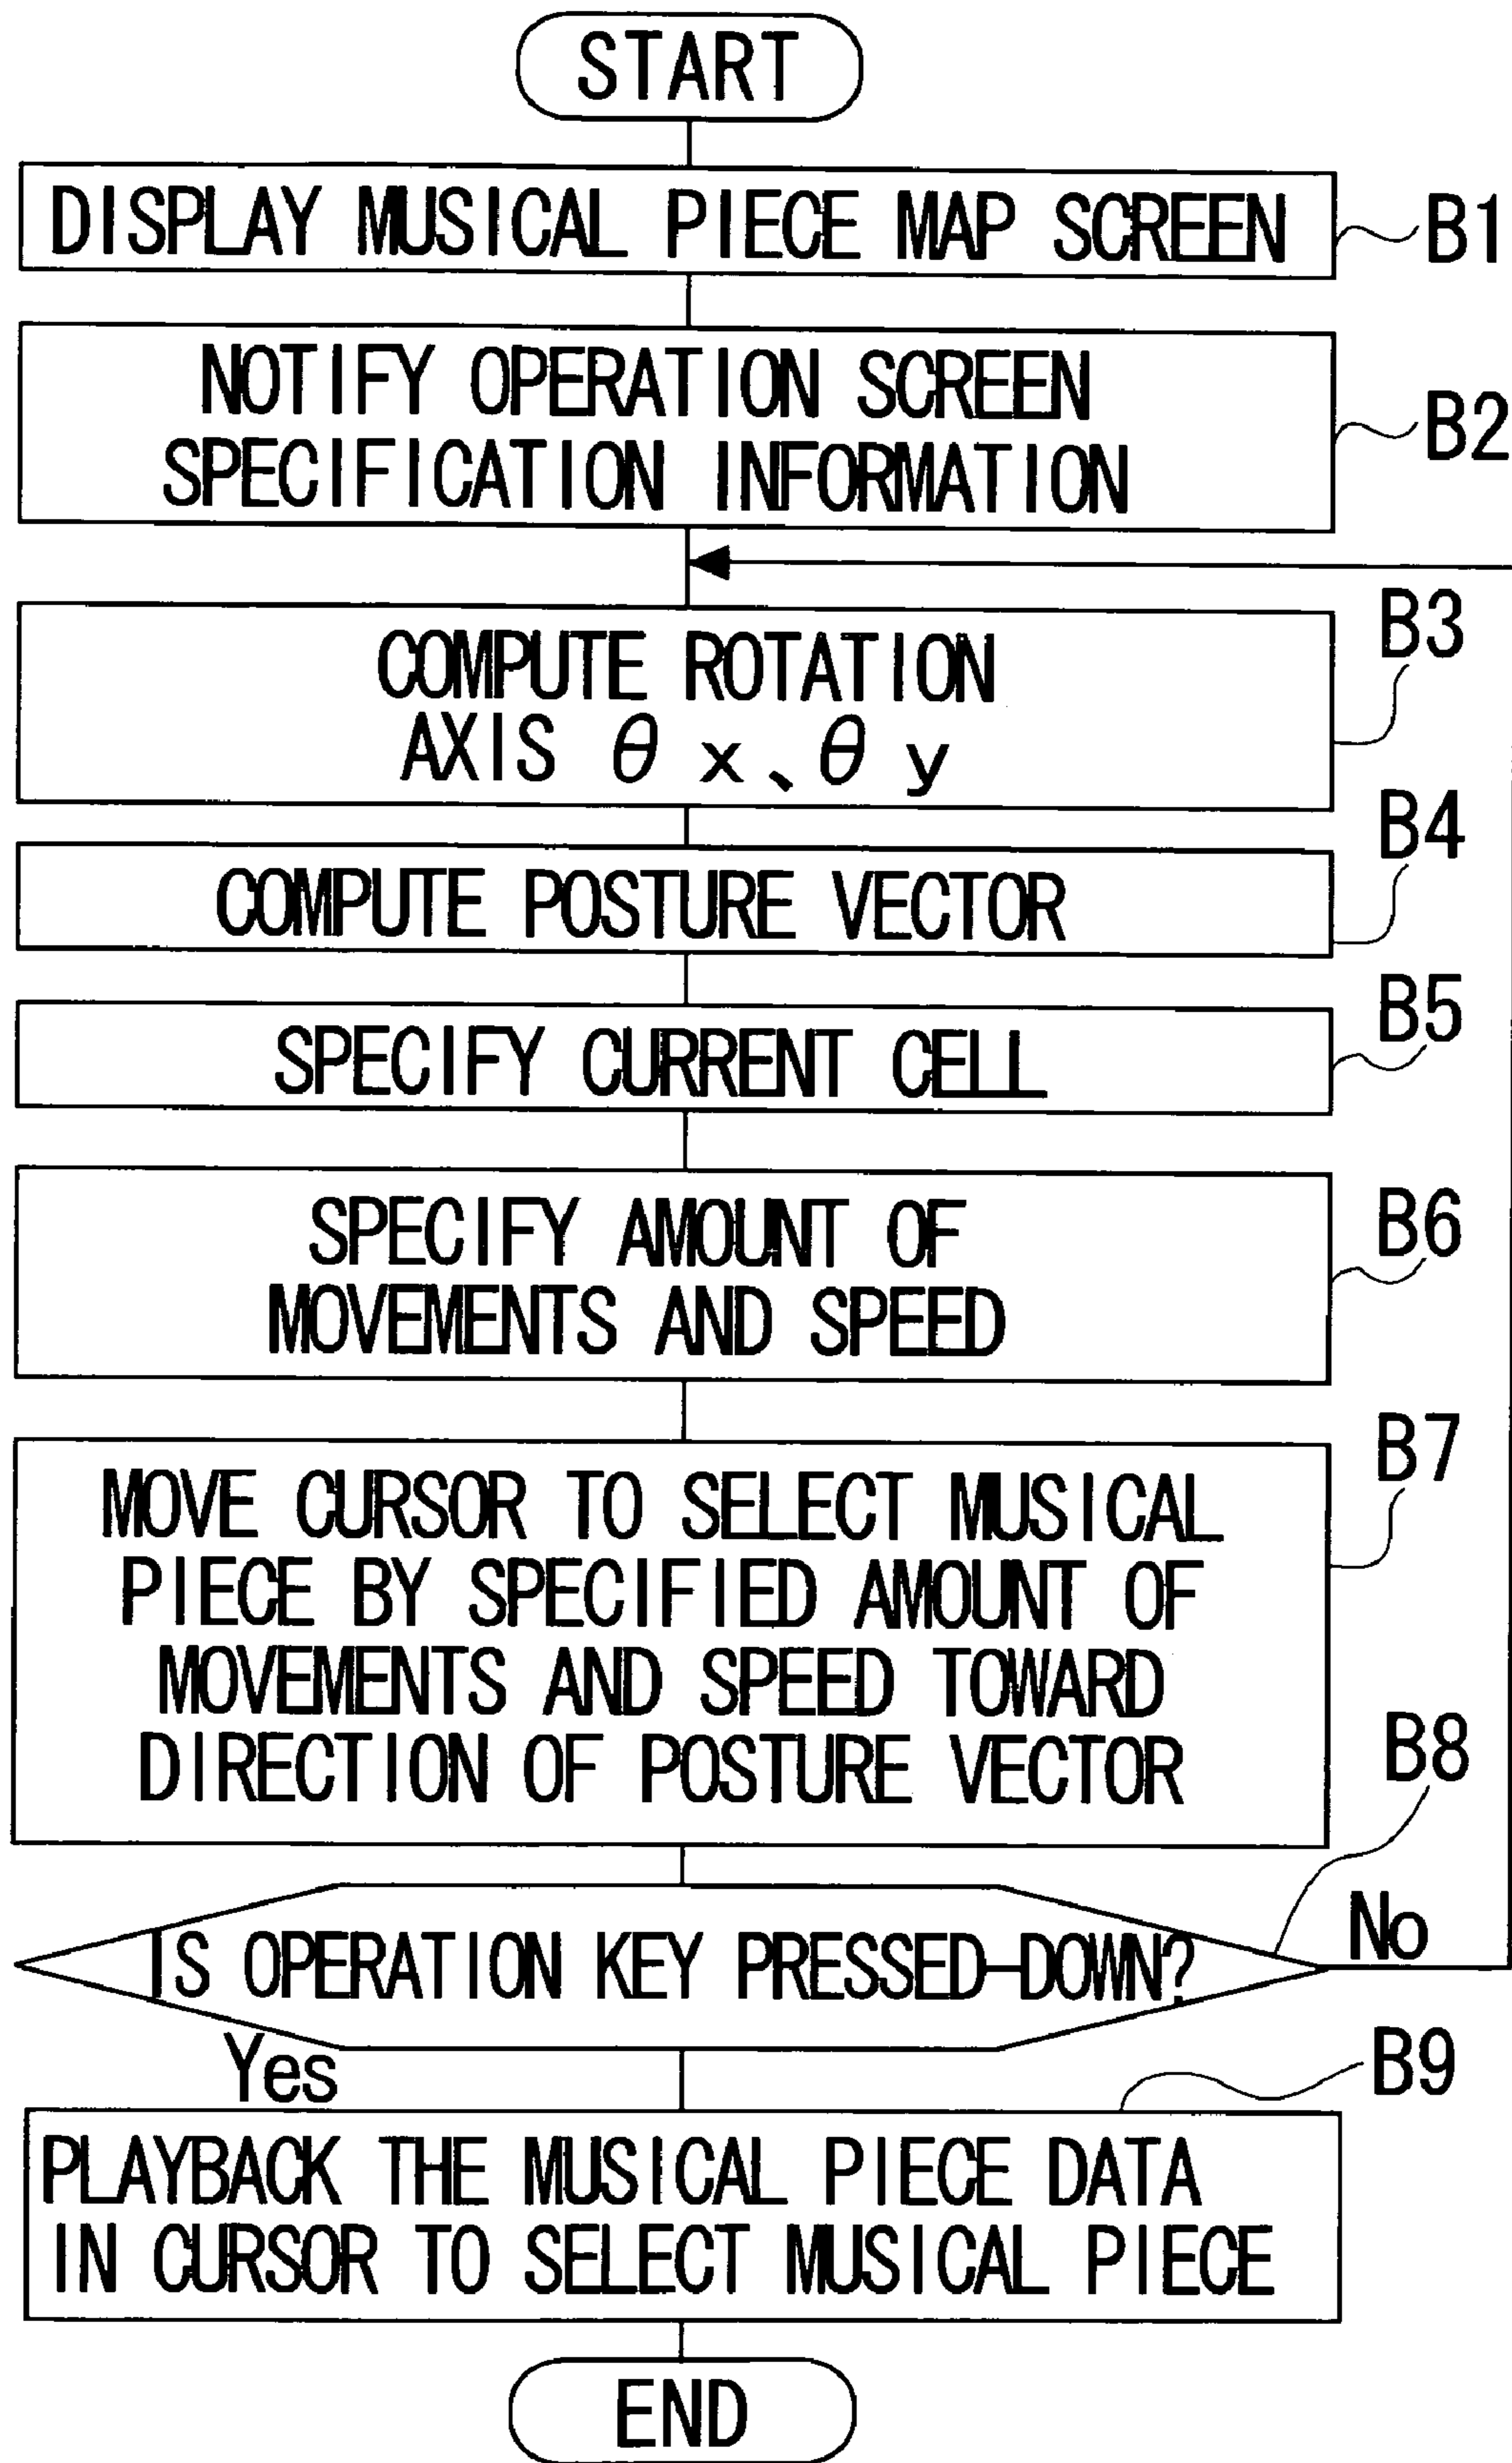 START
DISPLAY MUSICAL PIECE MAP SCREEN
B1
NOTIFY OPERATION SCREEN
SPECIFICATION INFORMATION
B2
COMPUTE ROTATION
AXIS θ x、θ y
B3
COMPUTE POSTURE VECTOR
B4
SPECIFY CURRENT CELL
B5
SPECIFY AMOUNT OF
MOVEMENTS AND SPEED
B6
MOVE CURSOR TO SELECT MUSICAL
PIECE BY SPECIFIED AMOUNT OF
MOVEMENTS AND SPEED TOWARD
DIRECTION OF POSTURE VECTOR
B7
IS OPERATION KEY PRESSED-DOWN?
B8
No
Yes
PLAYBACK THE MUSICAL PIECE DATA
IN CURSOR TO SELECT MUSICAL PIECE
B9
END